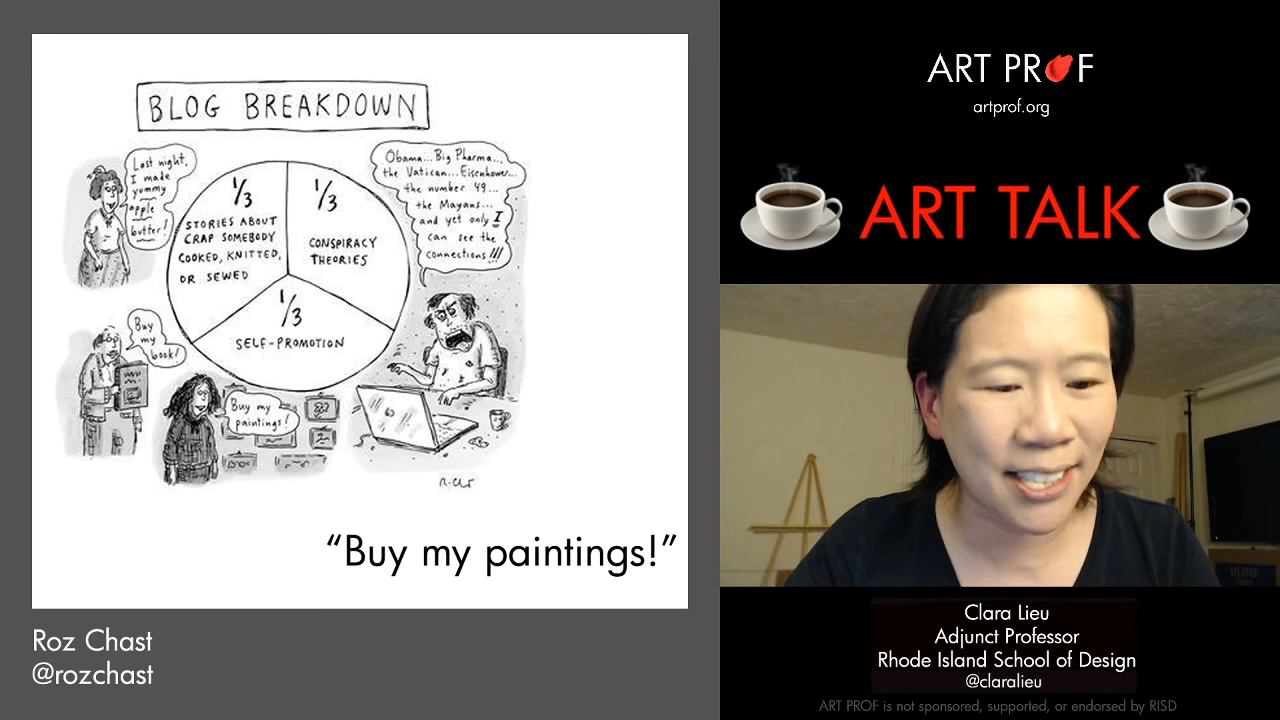 BLOG BREAKDOWN
Last night,
I made
yummy
apple
butter!
1/3
STORIES ABOUT
CRAP SOMEBODY
COOKED, KNITTED,
OR SEWED
1/3
CONSPIRACY
THEORIES
Obama... Big Pharma...
the Vatican... Eisenhower...
the number 49...
the Mayans...
and yet only I
can see the
connections!!!
1/3
SELF-PROMOTION
Buy
my
book!
Buy my
paintings!
R. Chst
“Buy my paintings!”
Roz Chast
@rozchast
ART PROF
artprof.org
ART TALK
ULINE
Clara Lieu
Adjunct Professor
Rhode Island School of Design
@claralieu
ART PROF is not sponsored, supported, or endorsed by RISD